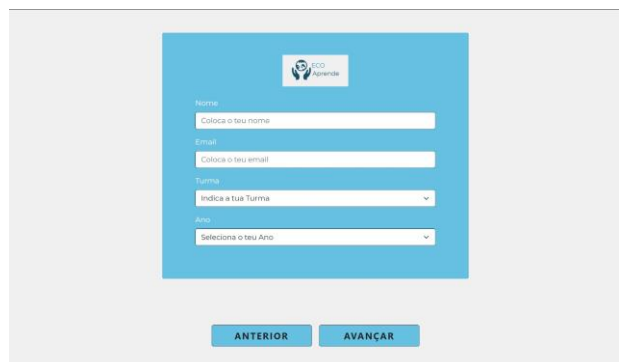 ECO
Aprende
Nome
Coloca o teu nome
Email
Coloca o teu email
Turma
Indica a tua Turma
Ano
Seleciona o teu Ano
ANTERIOR AVANÇAR